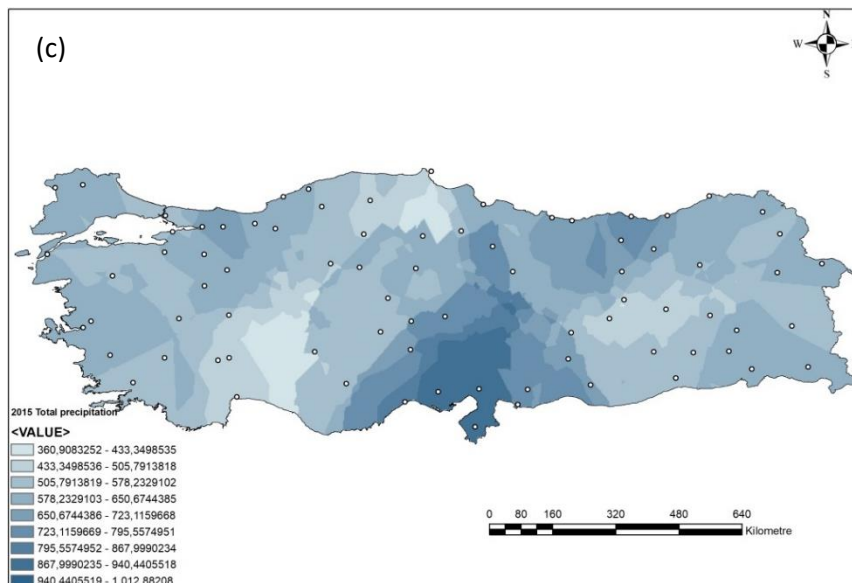 (c)
N
W E
S
2015 Total precipitation
<VALUE>
360,9083252 - 433,3498535
433,3498536 - 505,7913818
505,7913819 - 578,2329102
578,2329103 - 650,6744385
650,6744386 - 723,1159668
723,1159669 - 795,5574951
795,5574952 - 867,9990234
867,9990235 - 940,4405518
940,4405519 - 1.012,88208
0 80 160 320 480 640
Kilometre